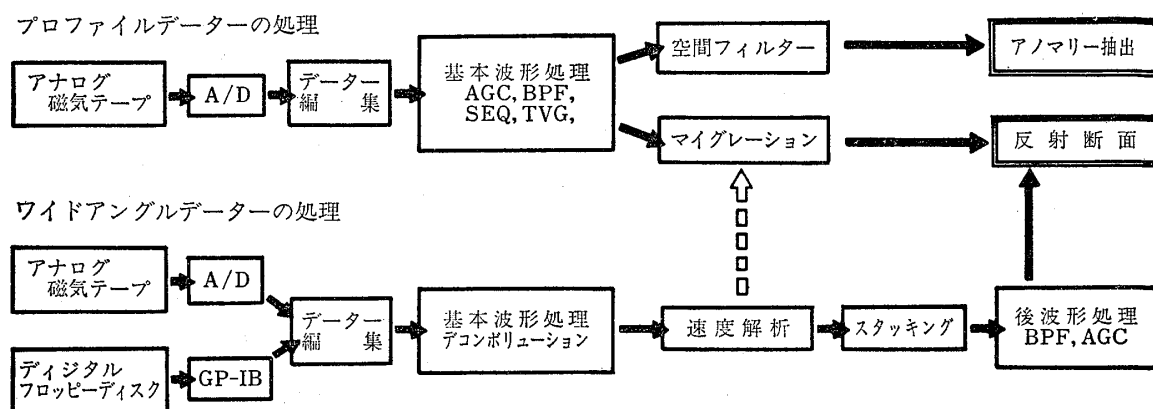 プロファイルデーターの処理
アナログ
磁気テープ
A/D
データー
編集
基本波形処理
AGC, BPF,
SEQ, TVG,
空間フィルター
アノマリー抽出
マイグレーション
反射断面
ワイドアングルデーターの処理
アナログ
磁気テープ
A/D
ディジタル
フロッピーディスク
GP-IB
データー
編集
基本波形処理
デコンボリューション
速度解析
スタッキング
後波形処理
BPF, AGC